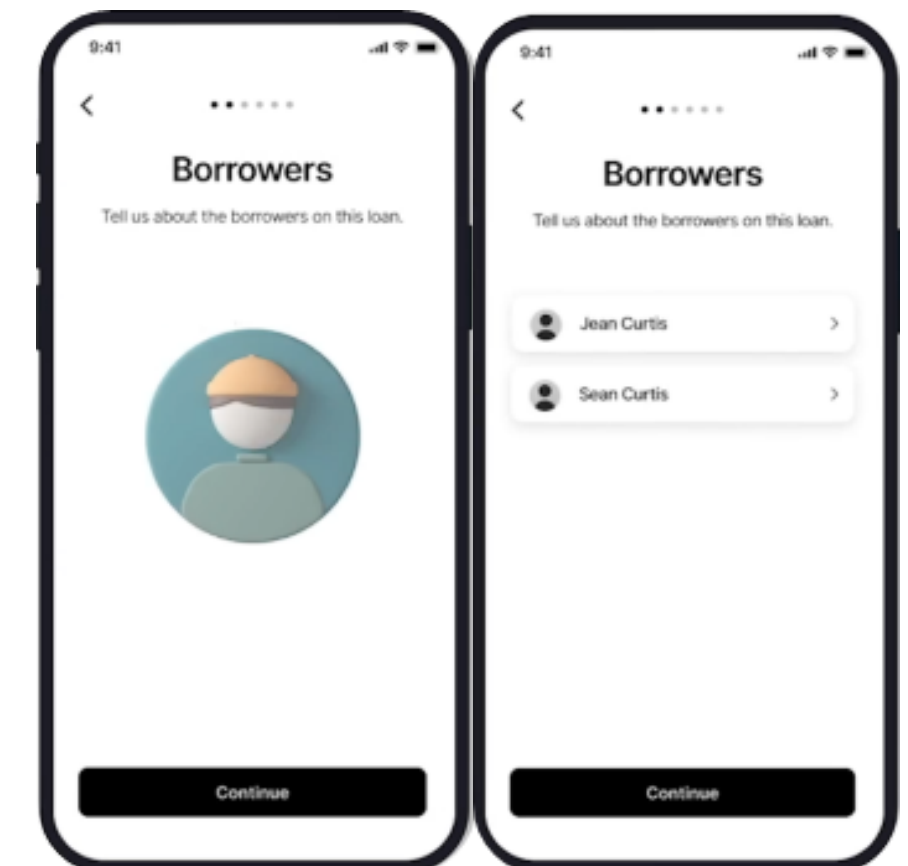 9:41
Borrowers
Tell us about the borrowers on this loan.
Continue
9:41
Borrowers
Tell us about the borrowers on this loan.
Jean Curtis
Sean Curtis
Continue